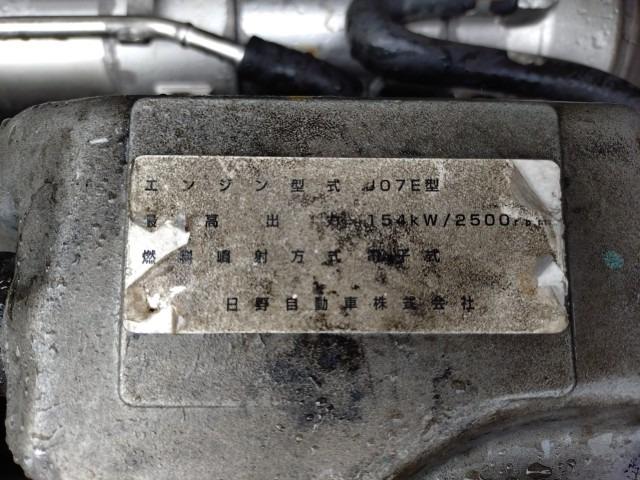 エンジン型式 J07E型
最高出力 154kW/2500rpm
燃料噴射方式 電子式
日野自動車株式会社